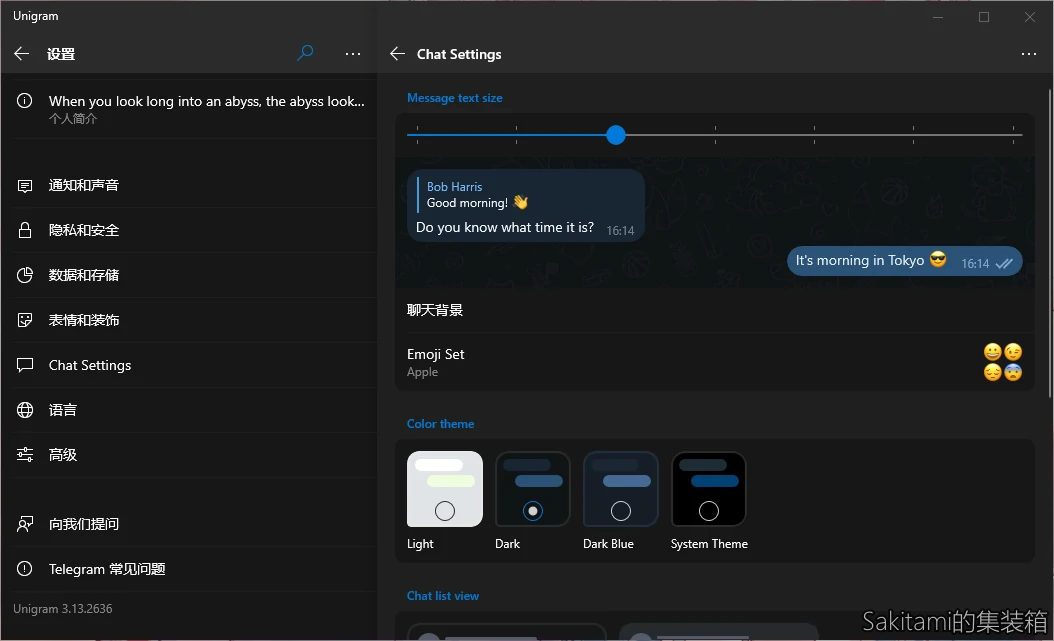 Unigram
设置
When you look long into an abyss, the abyss look...
个人简介
通知和声音
隐私和安全
数据和存储
表情和装饰
Chat Settings
语言
高级
向我们提问
Telegram 常见问题
Unigram 3.13.2636
Chat Settings
Message text size
Bob Harris
Good morning! 👋
Do you know what time it is? 16:14
It's morning in Tokyo 😎 16:14
聊天背景
Emoji Set
Apple
Color theme
Light Dark Dark Blue System Theme
Chat list view
Sakitami的集装箱